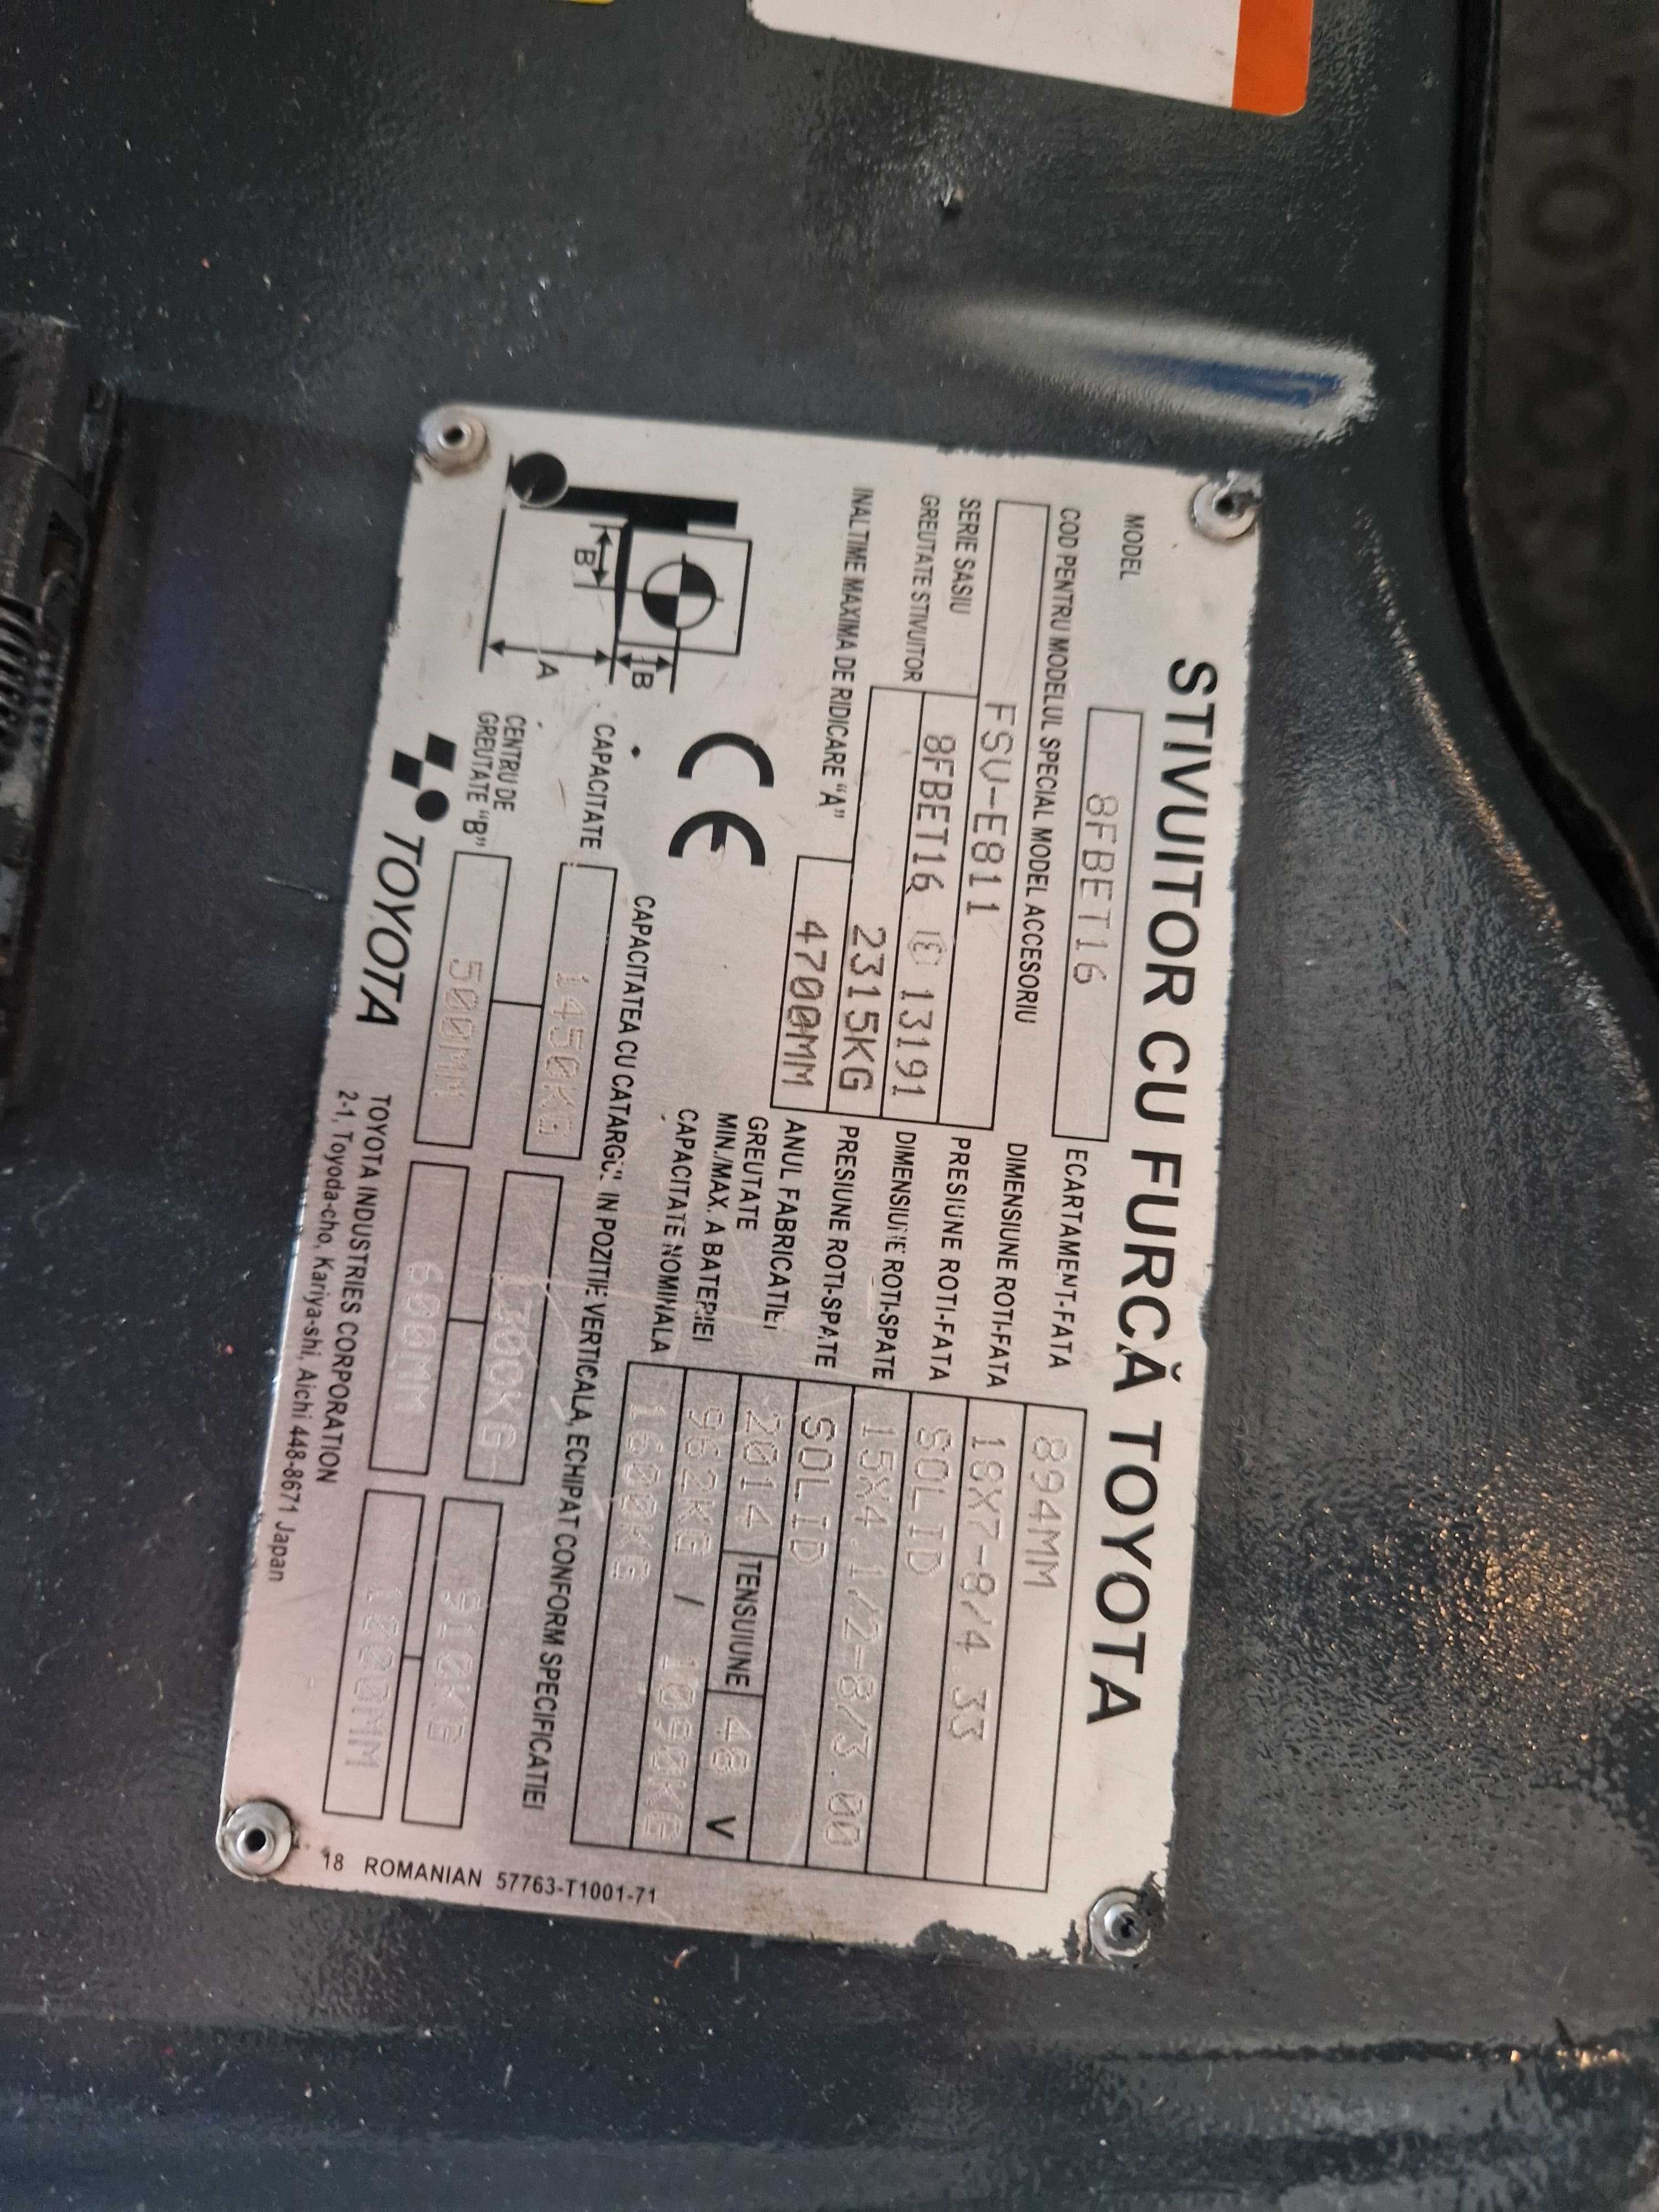 STIVUITOR CU FURCĂ TOYOTA
MODEL 8FBET16
COD PENTRU MODELUL SPECIAL MODEL ACCESORIU
FSV-E811
SERIE SASIU 8FBET16 Ⓔ 13191
GREUTATE STIVUITOR 2315KG
INALTIME MAXIMA DE RIDICARE "A" 4700MM
ECARTAMENT-FATA 894MM
DIMENSIUNE ROTI-FATA 18X7-8/4.33
PRESIUNE ROTI-FATA SOLID
DIMENSIUNE ROTI-SPATE 15X4.1/2-8/3.00
PRESIUNE ROTI-SPATE SOLID
ANUL FABRICATIEI 2014 TENSUIUNE 48 V
GREUTATE
MIN./MAX. A BATERIEI 962KG / 1090KG
CAPACITATE NOMINALA 1600KG
CE
CAPACITATEA CU CATARGUL IN POZITIE VERTICALA, ECHIPAT CONFORM SPECIFICATIEI
B
A
B
CAPACITATE 1450KG 1300KG 910KG
CENTRU DE
GREUTATE "B" 500MM 600MM 1200MM
TOYOTA
TOYOTA INDUSTRIES CORPORATION
2-1, Toyoda-cho, Kariya-shi, Aichi 448-8671 Japan
18 ROMANIAN 57763-T1001-71